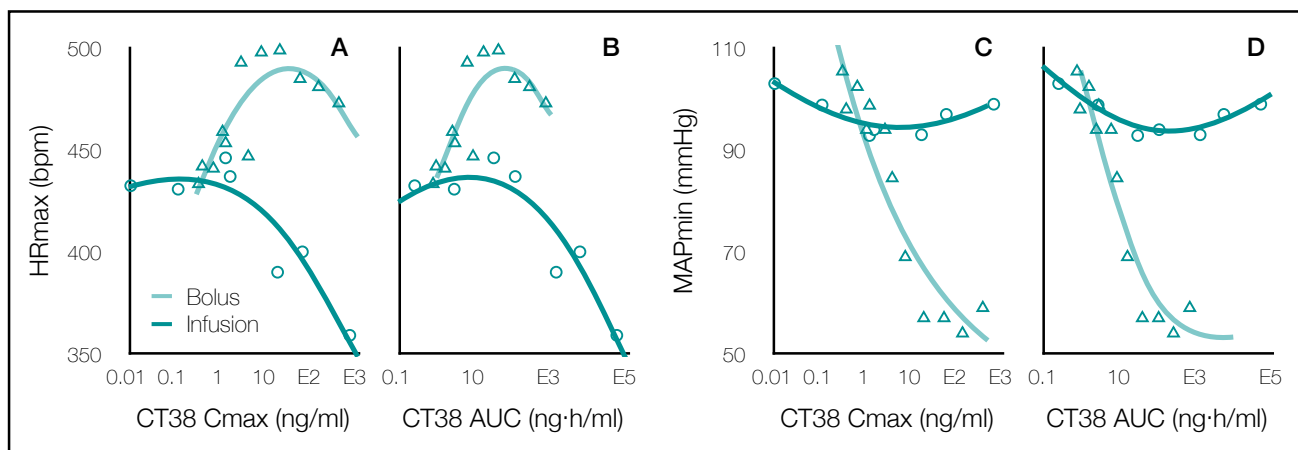 A
B
C
D
HRmax (bpm)
500
450
400
350
Bolus
Infusion
0.01 0.1 1 10 E2 E3
CT38 Cmax (ng/ml)
0.1 10 E3 E5
CT38 AUC (ng·h/ml)
MAPmin (mmHg)
110
90
70
50
0.01 0.1 1 10 E2 E3
CT38 Cmax (ng/ml)
0.1 10 E3 E5
CT38 AUC (ng·h/ml)